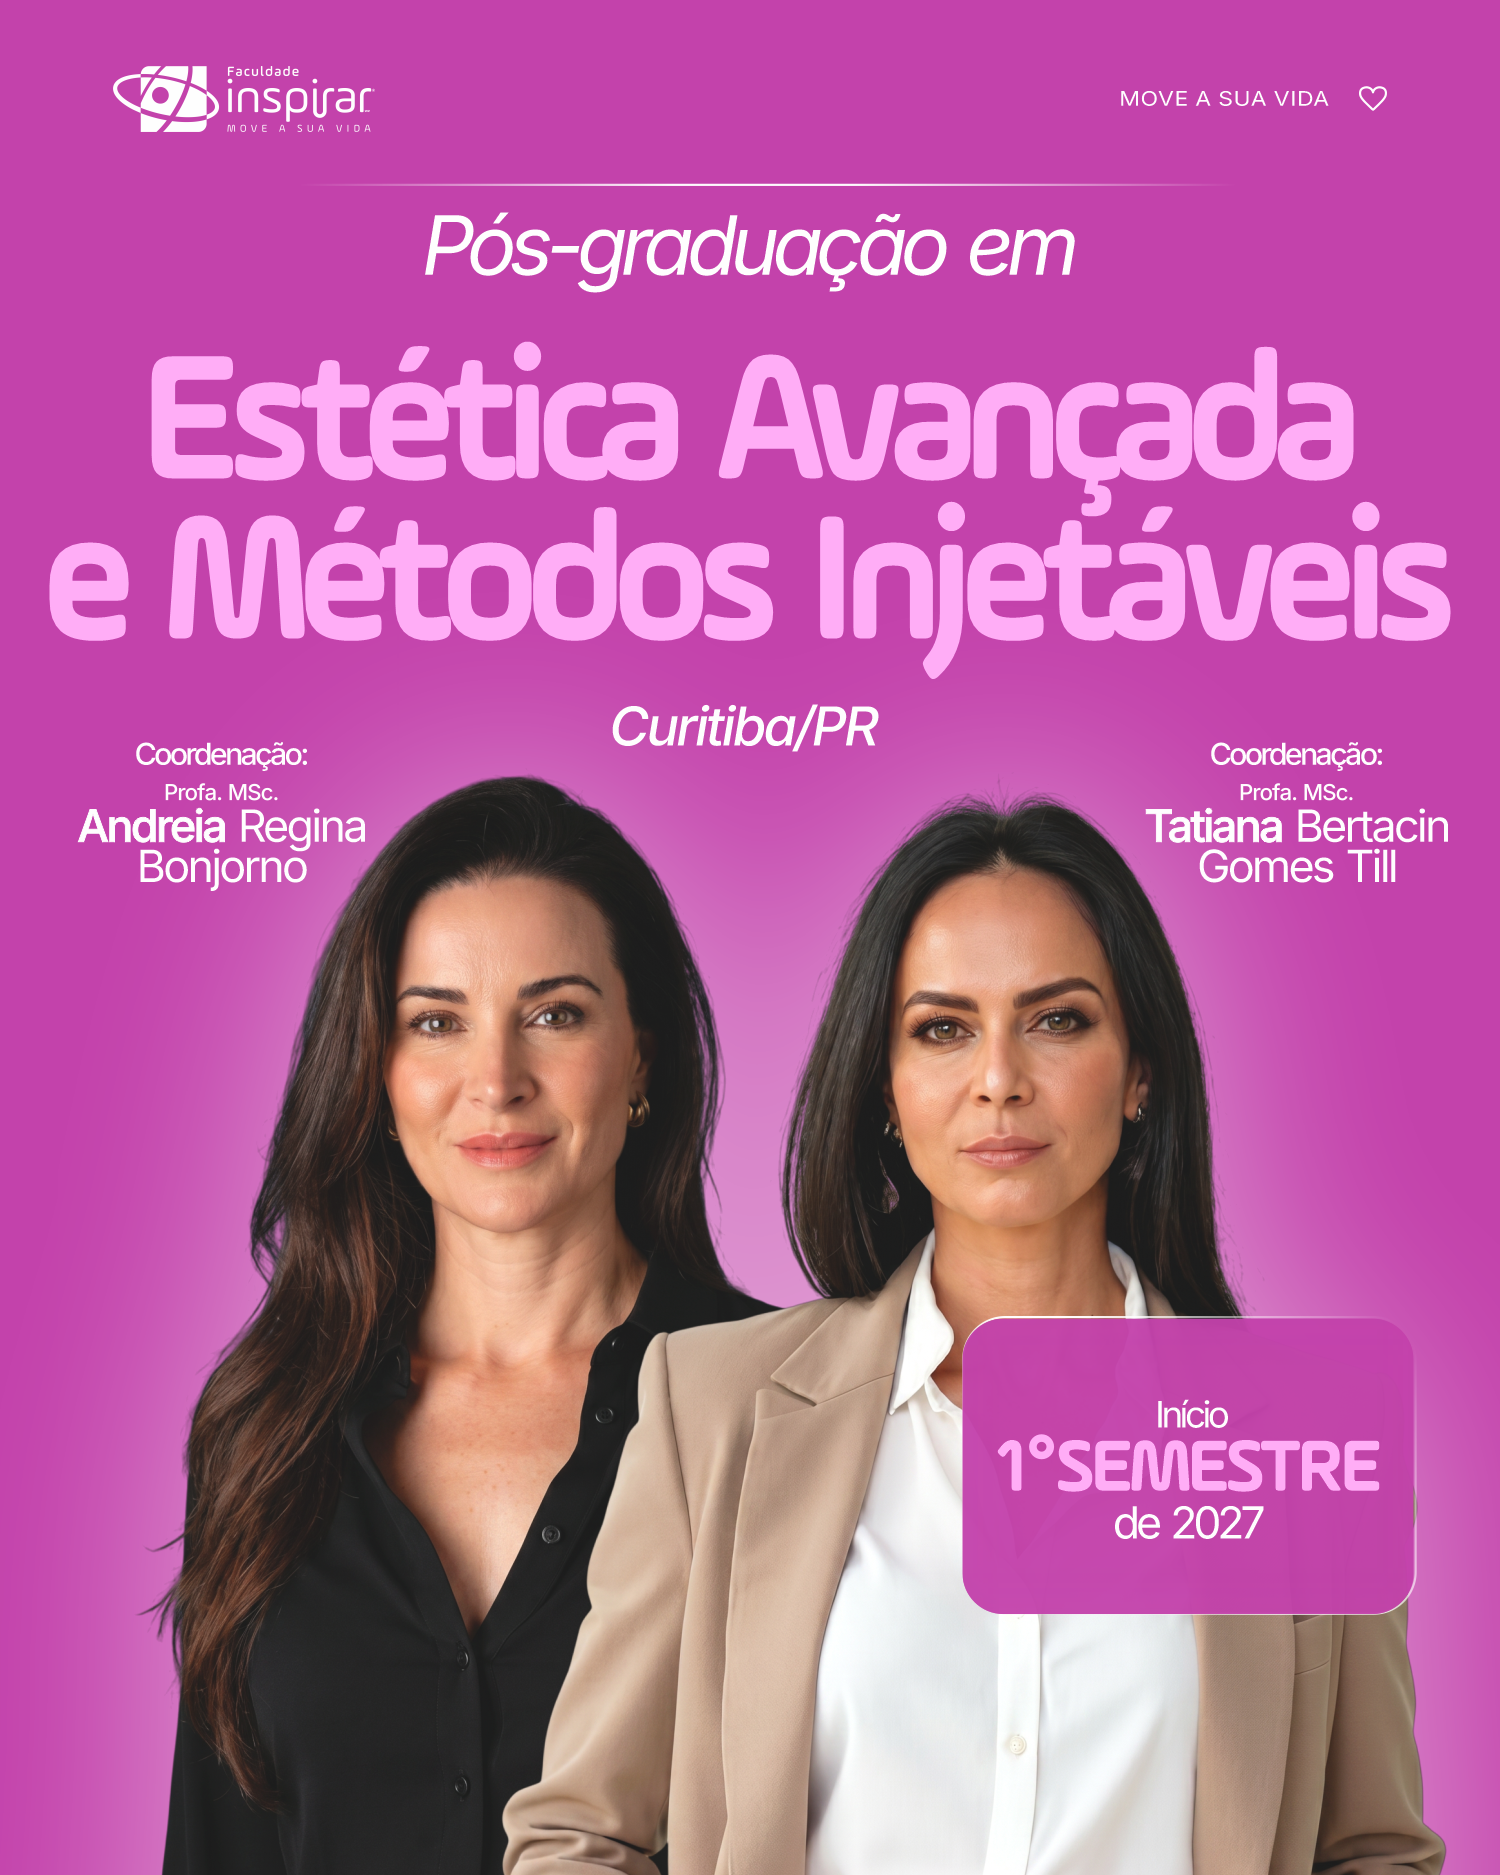 Faculdade
inspirar
MOVE A SUA VIDA
MOVE A SUA VIDA
Pós-graduação em
Estética Avançada
e Métodos Injetáveis
Curitiba/PR
Coordenação:
Profa. MSc.
Andreia Regina
Bonjorno
Coordenação:
Profa. MSc.
Tatiana Bertacin
Gomes Till
Início
1°SEMESTRE
de 2027